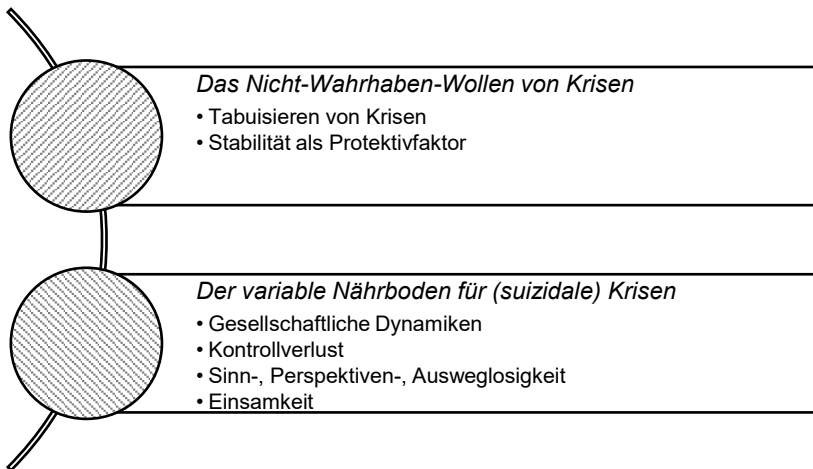 Das Nicht-Wahrhaben-Wollen von Krisen
• Tabuisieren von Krisen
• Stabilität als Protektivfaktor
Der variable Nährboden für (suizidale) Krisen
• Gesellschaftliche Dynamiken
• Kontrollverlust
• Sinn-, Perspektiven-, Ausweglosigkeit
• Einsamkeit